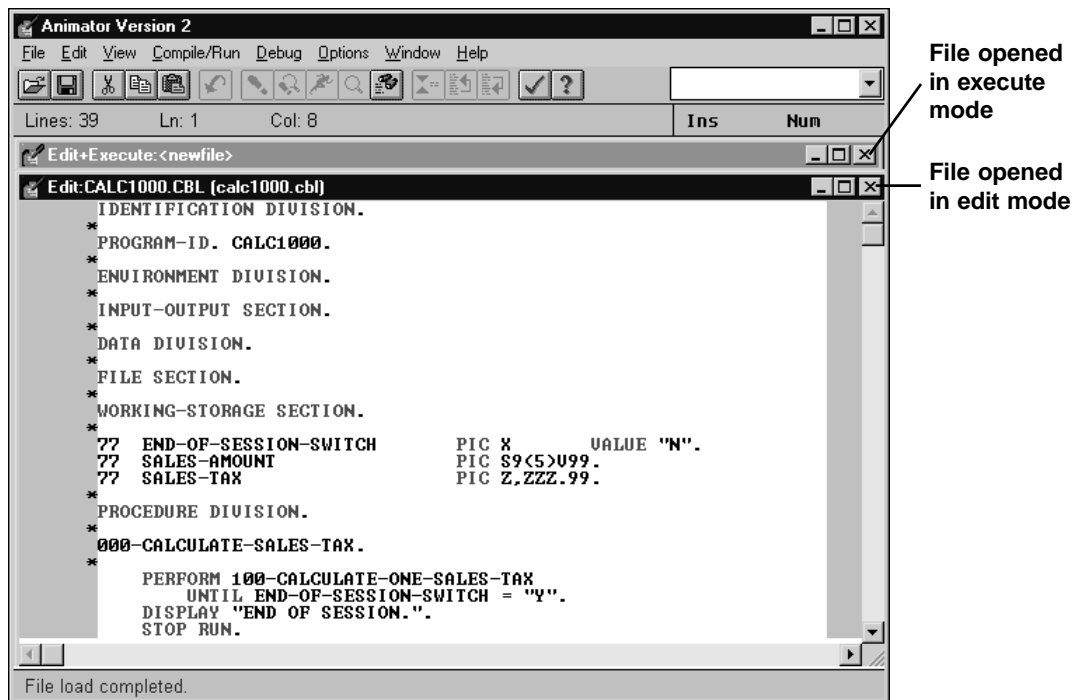 Animator Version 2
File Edit View Compile/Run Debug Options Window Help
Lines: 39 Ln: 1 Col: 8 Ins Num
Edit+Execute:<newfile>
Edit:CALC1000.CBL (calc1000.cbl)
IDENTIFICATION DIVISION.
*
PROGRAM-ID. CALC1000.
*
ENVIRONMENT DIVISION.
*
INPUT-OUTPUT SECTION.
*
DATA DIVISION.
*
FILE SECTION.
*
WORKING-STORAGE SECTION.
*
77 END-OF-SESSION-SWITCH PIC X VALUE "N".
77 SALES-AMOUNT PIC S9(5)V99.
77 SALES-TAX PIC Z,ZZZ.99.
*
PROCEDURE DIVISION.
*
000-CALCULATE-SALES-TAX.
*
PERFORM 100-CALCULATE-ONE-SALES-TAX
UNTIL END-OF-SESSION-SWITCH = "Y".
DISPLAY "END OF SESSION.".
STOP RUN.
File load completed.
File opened
in execute
mode
File opened
in edit mode